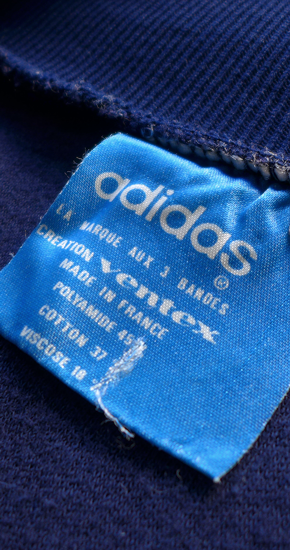 adidas
LA MARQUE AUX 3 BANDES
CREATION ventex ®
MADE IN FRANCE
POLYAMIDE 45
COTTON 37
VISCOSE 18